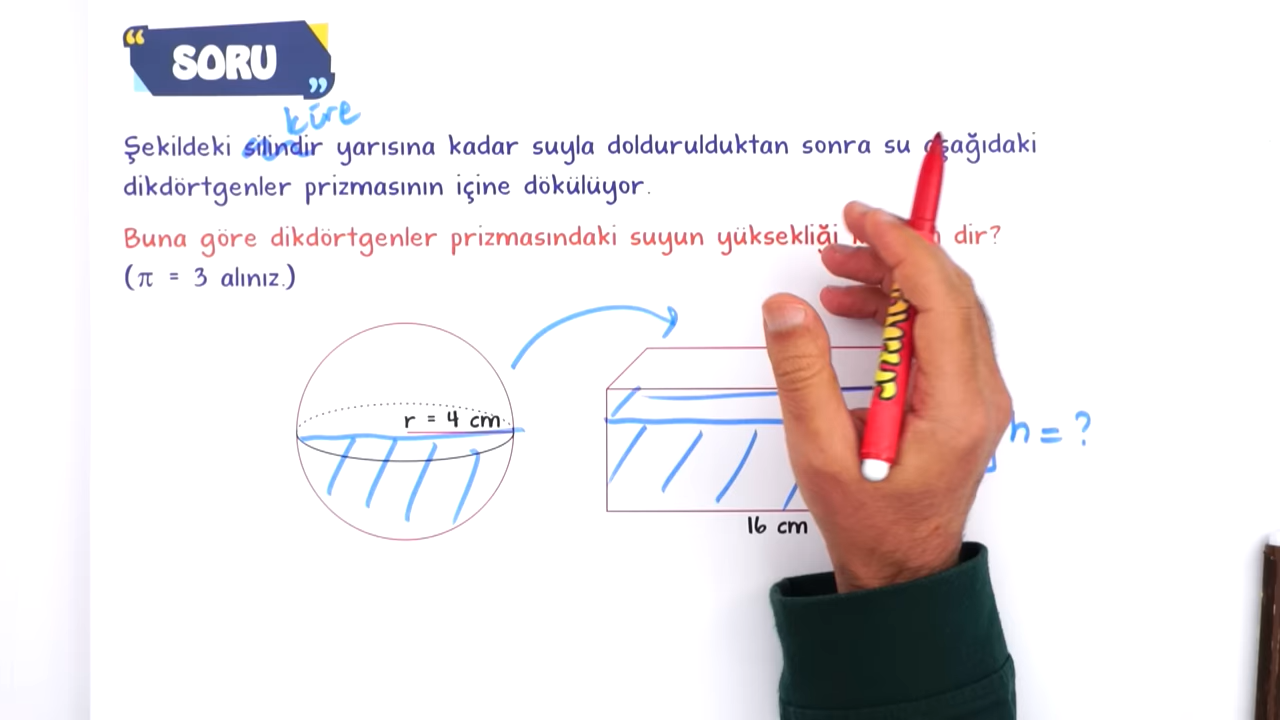 “ SORU ”
küre
Şekildeki silindir yarısına kadar suyla doldurulduktan sonra su aşağıdaki
dikdörtgenler prizmasının içine dökülüyor.
Buna göre dikdörtgenler prizmasındaki suyun yüksekliği dir?
(π = 3 alınız.)
r = 4 cm
h = ?
16 cm